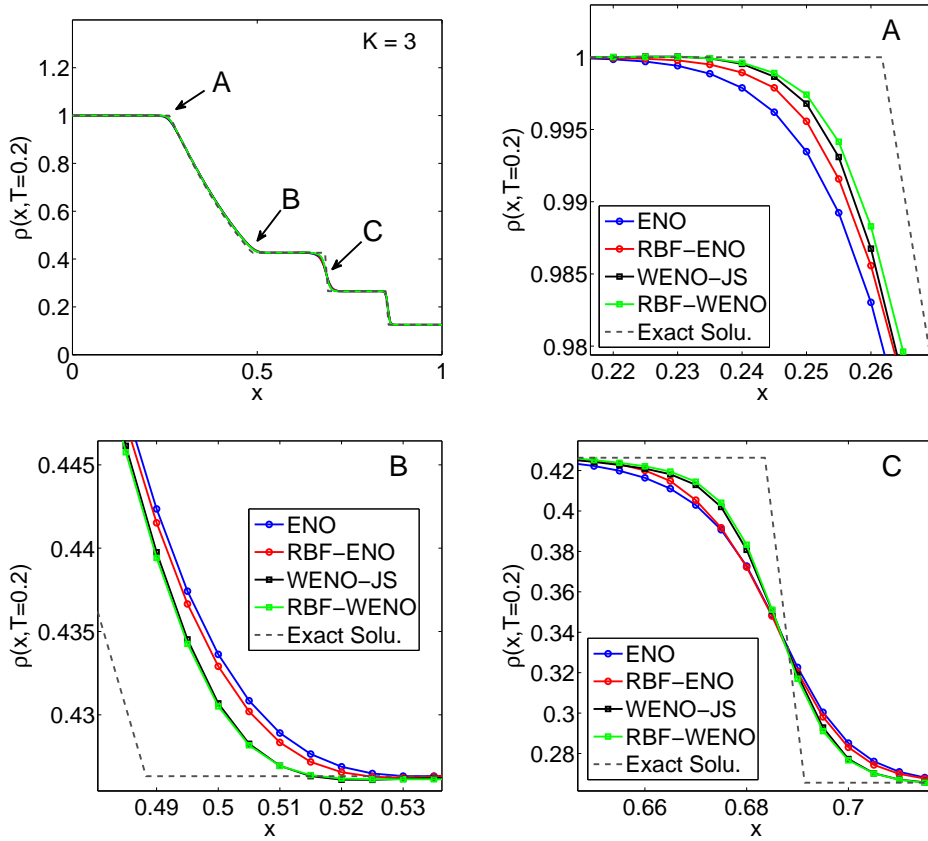 K = 3
A
B
C
1.2
1
0.8
0.6
0.4
0.2
0
ρ(x,T=0.2)
0 0.5 1
x
A
1
0.995
0.99
0.985
0.98
ρ(x,T=0.2)
ENO
RBF−ENO
WENO−JS
RBF−WENO
Exact Solu.
0.22 0.23 0.24 0.25 0.26
x
B
0.445
0.44
0.435
0.43
ρ(x,T=0.2)
ENO
RBF−ENO
WENO−JS
RBF−WENO
Exact Solu.
0.49 0.5 0.51 0.52 0.53
x
C
0.42
0.4
0.38
0.36
0.34
0.32
0.3
0.28
ρ(x,T=0.2)
ENO
RBF−ENO
WENO−JS
RBF−WENO
Exact Solu.
0.66 0.68 0.7
x